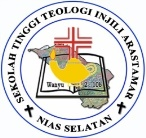 SEKOLAH TINGGI TEOLOGI INJILI ARASTAMAR
NIAS SELATAN